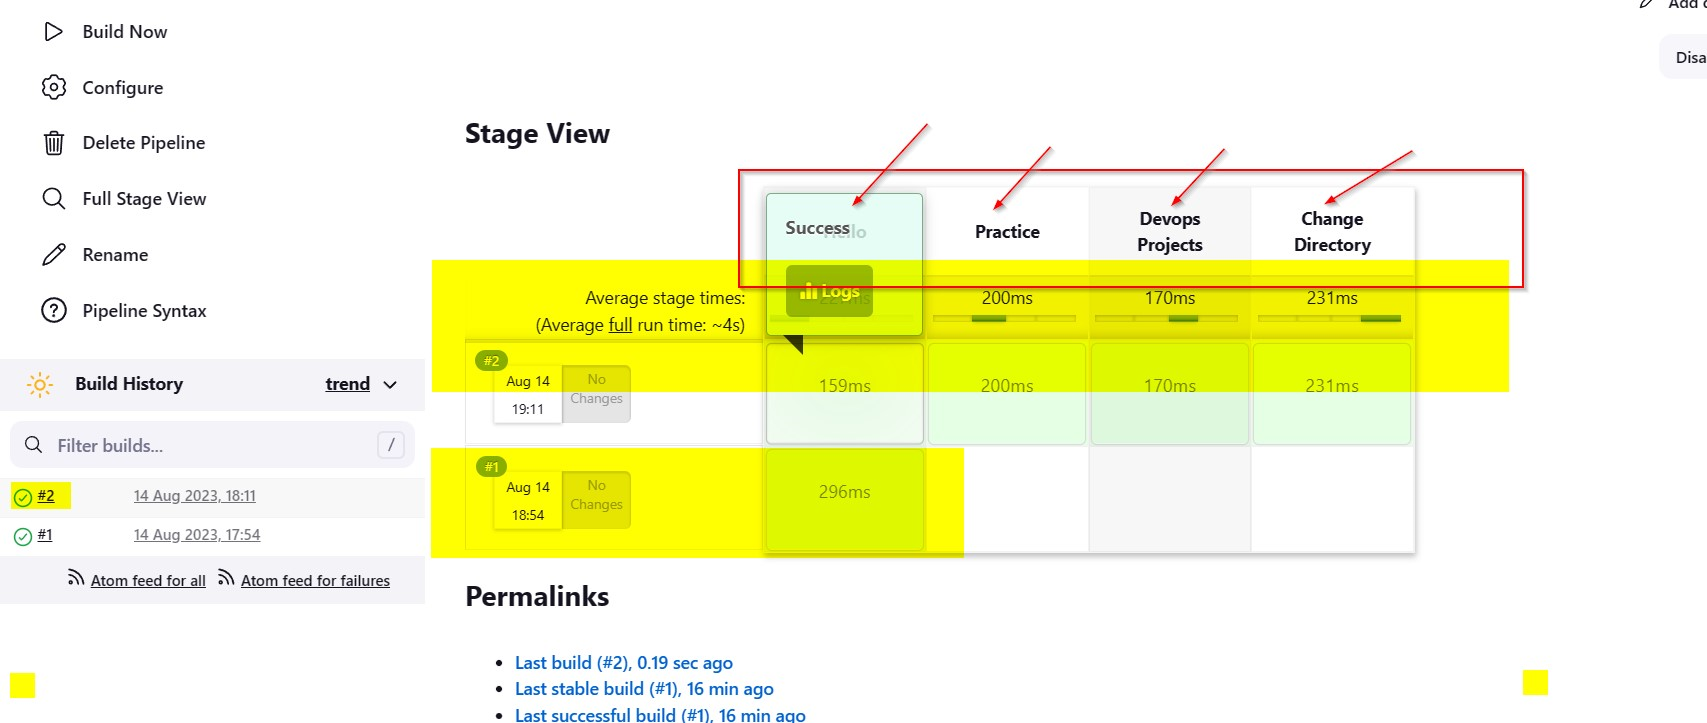 Build Now
Configure
Delete Pipeline
Full Stage View
Rename
Pipeline Syntax
Build History
trend
Filter builds...
/
#2
14 Aug 2023, 18:11
#1
14 Aug 2023, 17:54
Atom feed for all
Atom feed for failures
Add
Disa
Stage View
Success
Hello
Practice
Devops
Projects
Change
Directory
Logs
Average stage times:
(Average full run time: ~4s)
200ms
170ms
231ms
#2
Aug 14
19:11
No
Changes
159ms
200ms
170ms
231ms
#1
Aug 14
18:54
No
Changes
296ms
Permalinks
Last build (#2), 0.19 sec ago
Last stable build (#1), 16 min ago
Last successful build (#1), 16 min ago